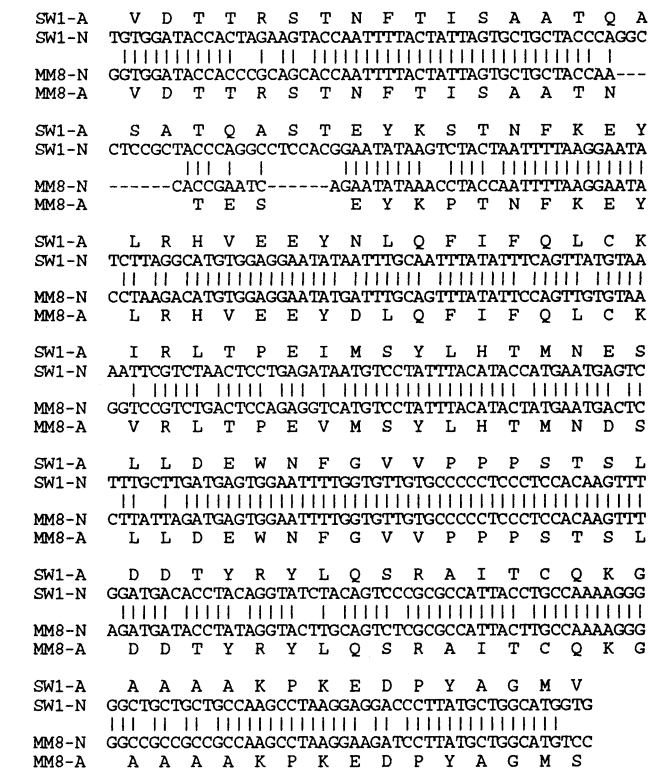 SW1-A V D T T R S T N F T I S A A T Q A
SW1-N TGTGGATACCACTAGAAGTACCAATTTTACTATTAGTGCTGCTACCCAGGC
MM8-N GGTGGATACCACCCGCAGCACCAATTTTACTATTAGTGCTGCTACCAA---
MM8-A V D T T R S T N F T I S A A T N
SW1-A S A T Q A S T E Y K S T N F K E Y
SW1-N CTCCGCTACCCAGGCCTCCACGGAATATAAGTCTACTAATTTTAAGGAATA
MM8-N ------CACCGAATC------AGAATATAAACCTACCAATTTTAAGGAATA
MM8-A T E S E Y K P T N F K E Y
SW1-A L R H V E E Y N L Q F I F Q L C K
SW1-N TCTTAGGCATGTGGAGGAATATAATTTGCAATTTATATTTCAGTTATGTAA
MM8-N CCTAAGACATGTGGAGGAATATGATTTGCAGTTTATATTCCAGTTGTGTAA
MM8-A L R H V E E Y D L Q F I F Q L C K
SW1-A I R L T P E I M S Y L H T M N E S
SW1-N AATTCGTCTAACTCCTGAGATAATGTCCTATTTACATACCATGAATGAGTC
MM8-N GGTCCGTCTGACTCCAGAGGTCATGTCCTATTTACATACTATGAATGACTC
MM8-A V R L T P E V M S Y L H T M N D S
SW1-A L L D E W N F G V V P P P S T S L
SW1-N TTTGCTTGATGAGTGGAATTTTGGTGTTGTGCCCCCTCCCTCCACAAGTTT
MM8-N CTTATTAGATGAGTGGAATTTTGGTGTTGTGCCCCCTCCCTCCACAAGTTT
MM8-A L L D E W N F G V V P P P S T S L
SW1-A D D T Y R Y L Q S R A I T C Q K G
SW1-N GGATGACACCTACAGGTATCTACAGTCCCGCGCCATTACCTGCCAAAAGGG
MM8-N AGATGATACCTATAGGTACTTGCAGTCTCGCGCCATTACTTGCCAAAAGGG
MM8-A D D T Y R Y L Q S R A I T C Q K G
SW1-A A A A A K P K E D P Y A G M V
SW1-N GGCTGCTGCTGCCAAGCCTAAGGAGGACCCTTATGCTGGCATGGTG
MM8-N GGCCGCCGCCGCCAAGCCTAAGGAAGATCCTTATGCTGGCATGTCC
MM8-A A A A A K P K E D P Y A G M S